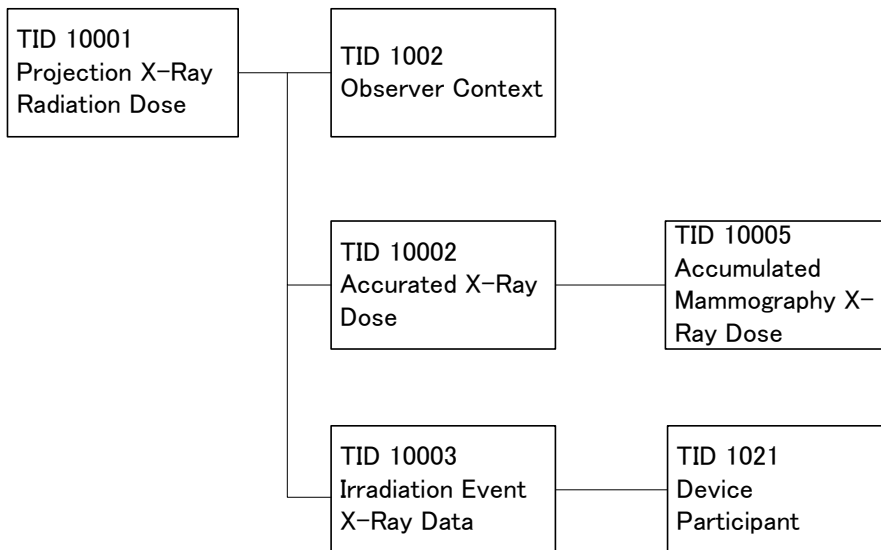 TID 10001
Projection X-Ray
Radiation Dose
TID 1002
Observer Context
TID 10002
Accurated X-Ray
Dose
TID 10005
Accumulated
Mammography X-
Ray Dose
TID 10003
Irradiation Event
X-Ray Data
TID 1021
Device
Participant